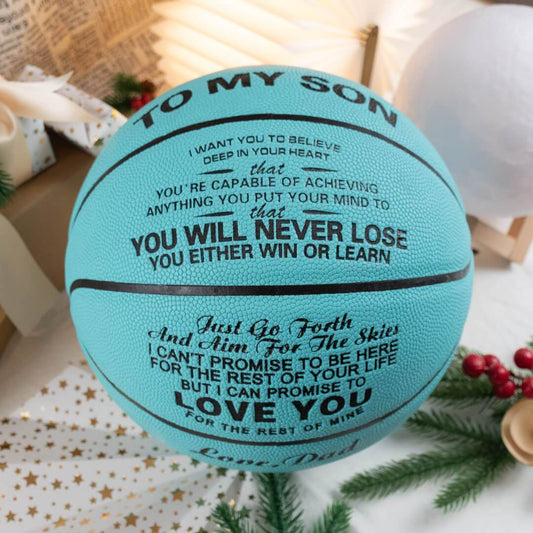 TO MY SON
I WANT YOU TO BELIEVE
DEEP IN YOUR HEART
that
YOU'RE CAPABLE OF ACHIEVING
ANYTHING YOU PUT YOUR MIND TO
that
YOU WILL NEVER LOSE
YOU EITHER WIN OR LEARN
Just Go Forth
And Aim For The Skies
I CAN'T PROMISE TO BE HERE
FOR THE REST OF YOUR LIFE
BUT I CAN PROMISE TO
LOVE YOU
FOR THE REST OF MINE
Love, Dad